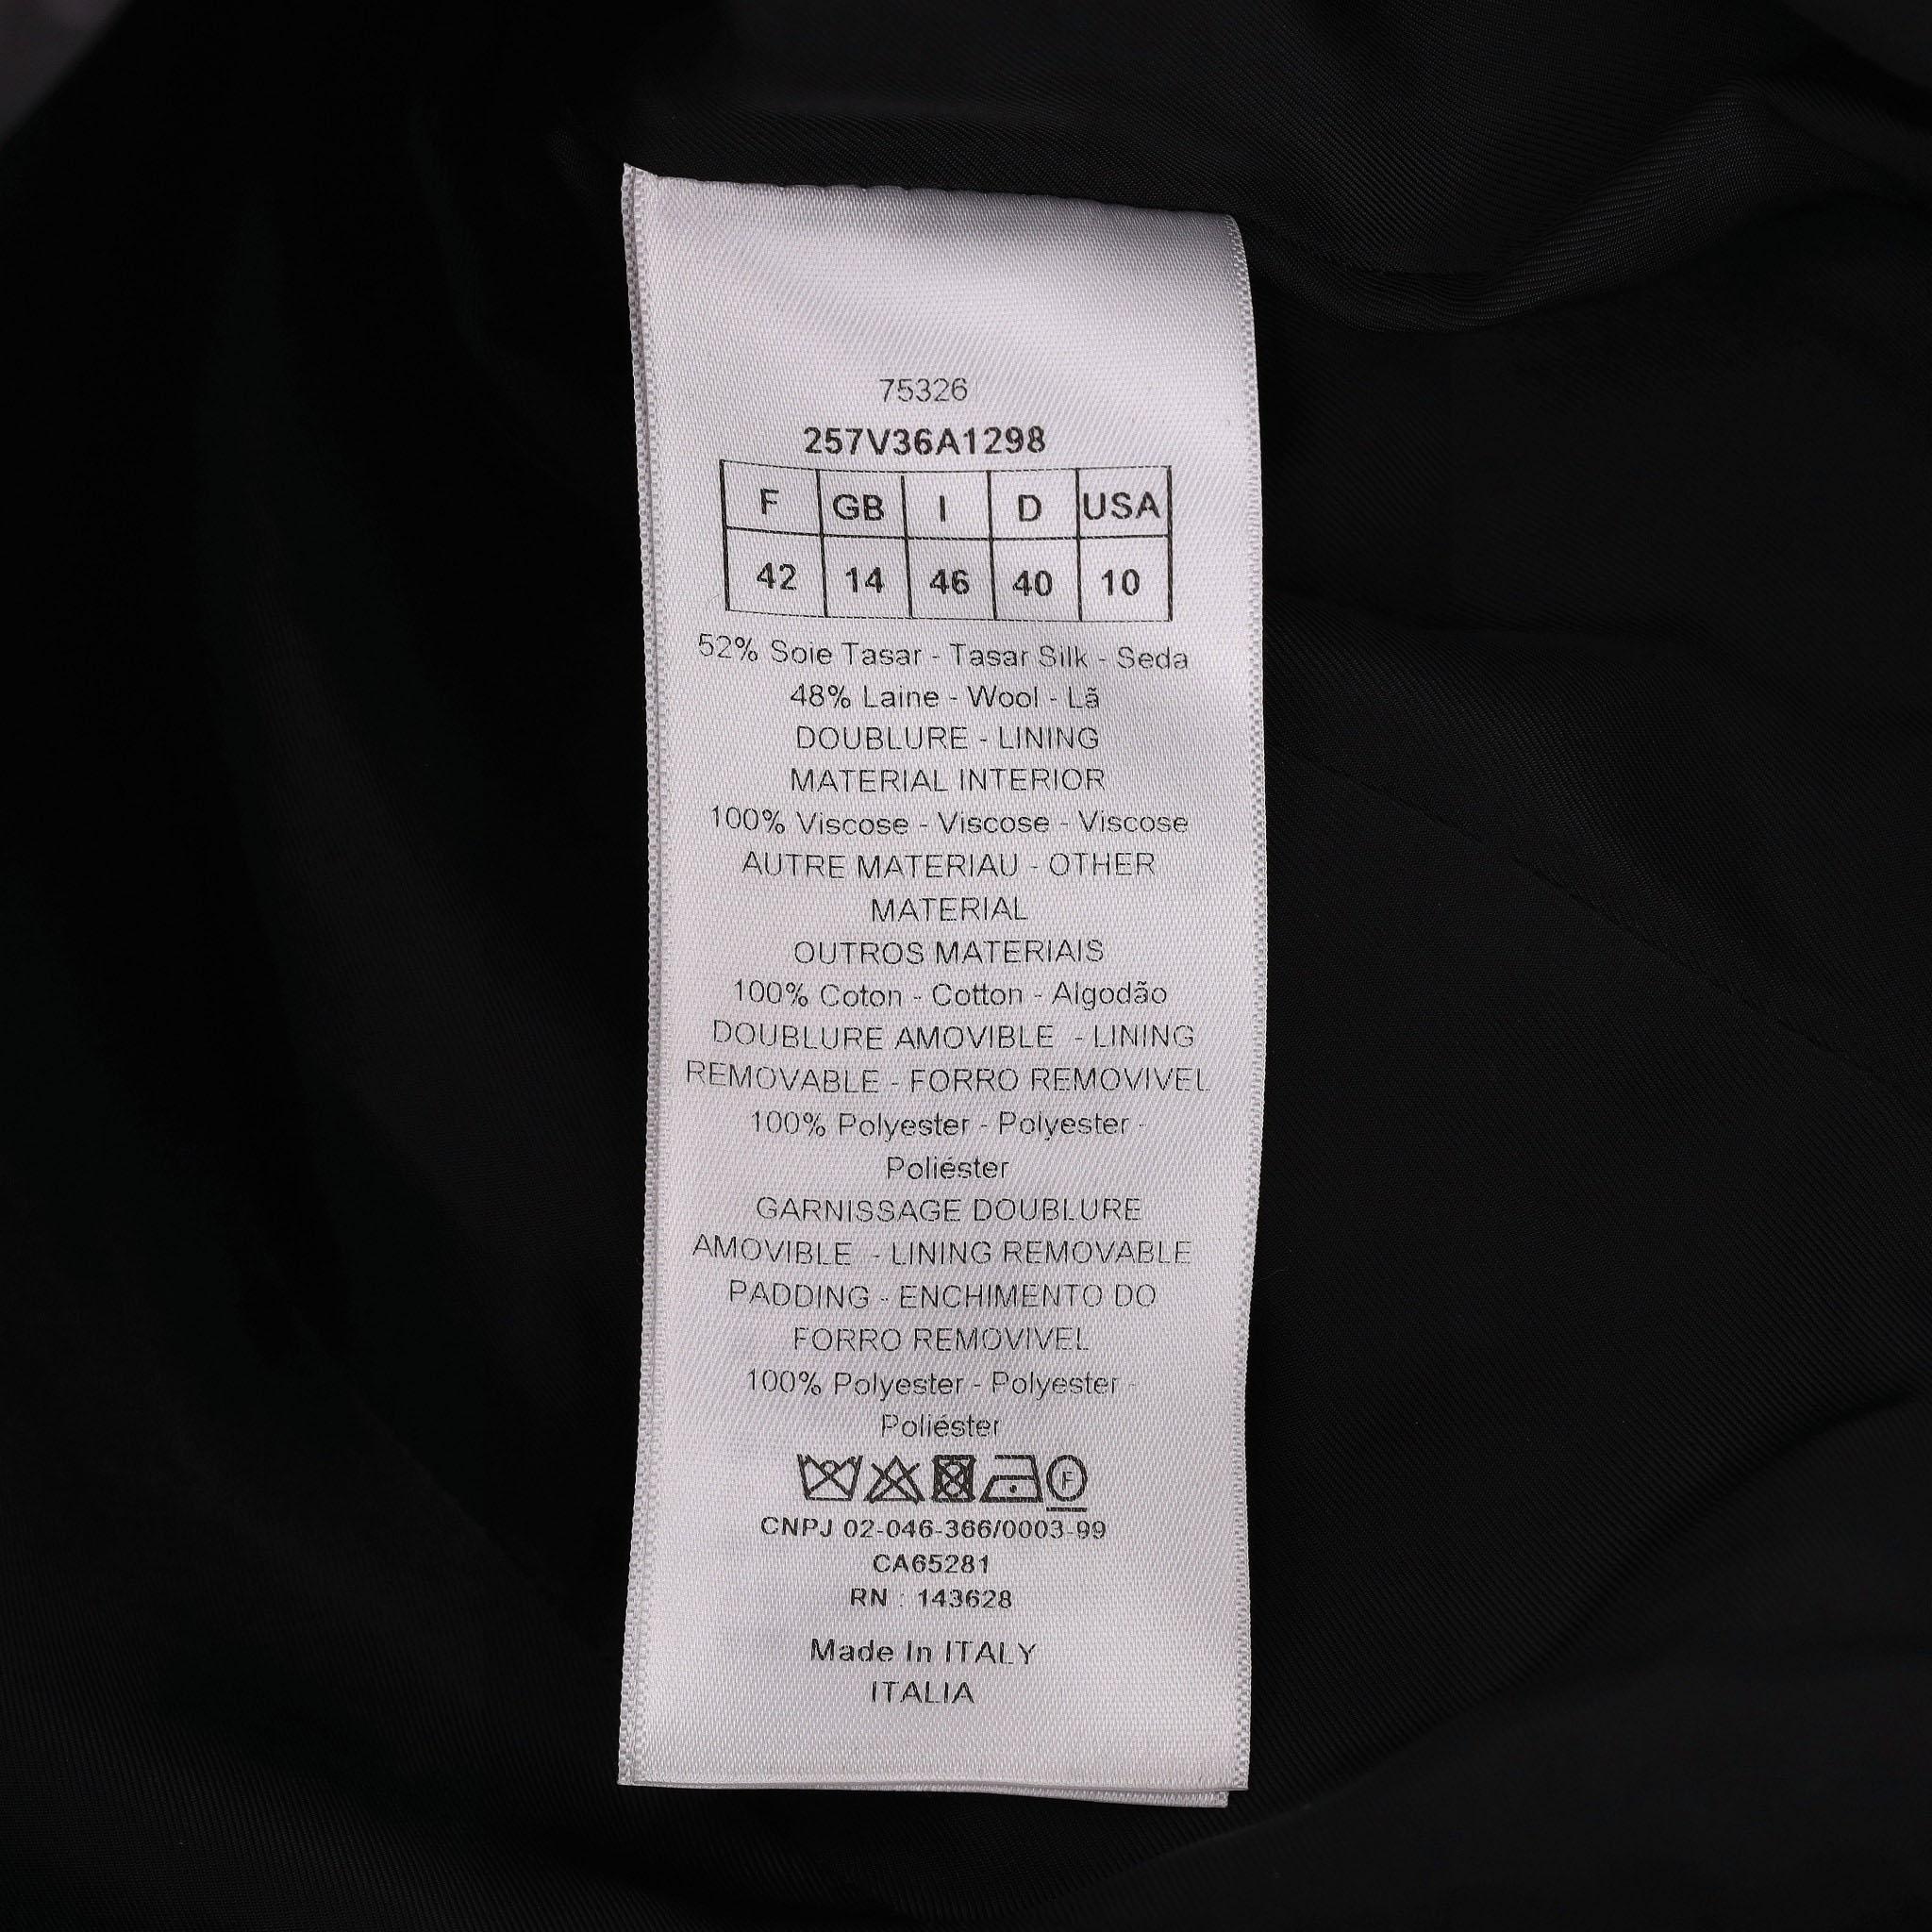 75326
257V36A1298
F GB I D USA
42 14 46 40 10
52% Soie Tasar - Tasar Silk - Seda
48% Laine - Wool - Lã
DOUBLURE - LINING
MATERIAL INTERIOR
100% Viscose - Viscose - Viscose
AUTRE MATERIAU - OTHER
MATERIAL
OUTROS MATERIAIS
100% Coton - Cotton - Algodão
DOUBLURE AMOVIBLE - LINING
REMOVABLE - FORRO REMOVIVEL
100% Polyester - Polyester -
Poliéster
GARNISSAGE DOUBLURE
AMOVIBLE - LINING REMOVABLE
PADDING - ENCHIMENTO DO
FORRO REMOVIVEL
100% Polyester - Polyester -
Poliéster
F
CNPJ 02-046-366/0003-99
CA65281
RN : 143628
Made In ITALY
ITALIA